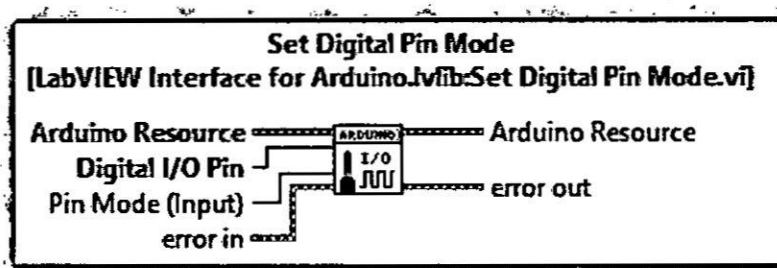 Set Digital Pin Mode
[LabVIEW Interface for Arduino.lvlib:Set Digital Pin Mode.vi]
Arduino Resource
ARDUINO
Arduino Resource
Digital I/O Pin
I/O
Pin Mode (Input)
error out
error in